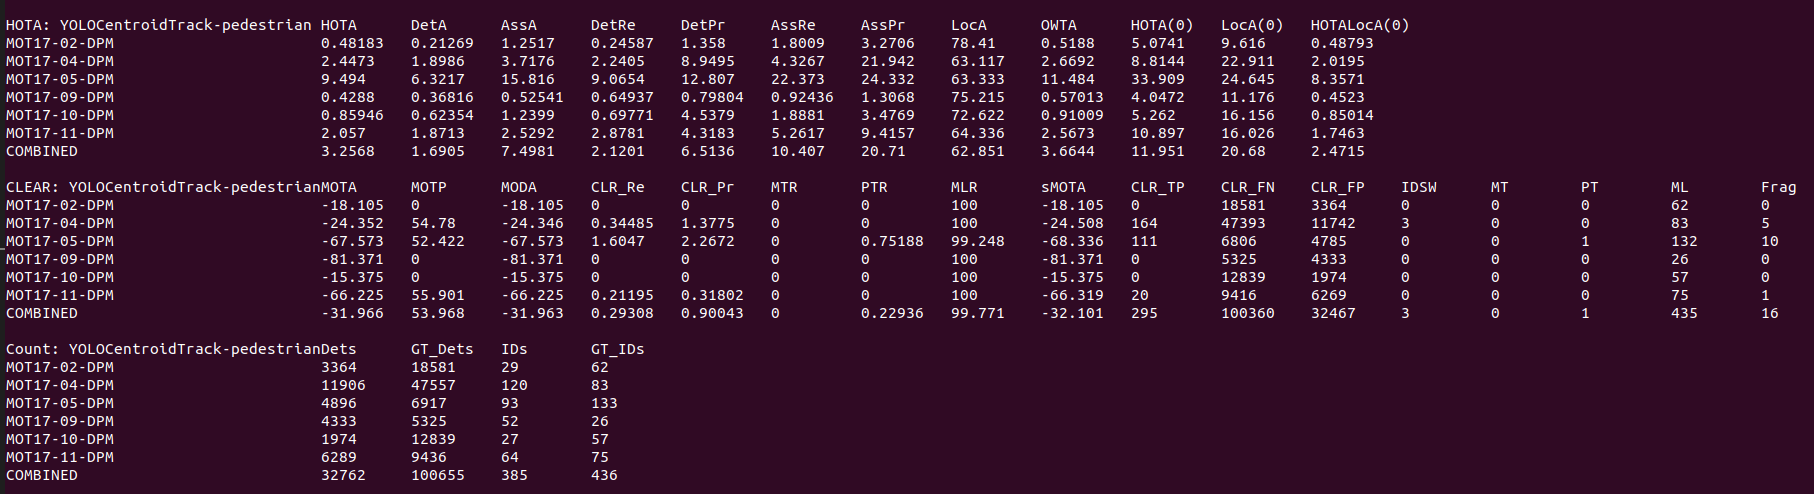 HOTA: YOLOCentroidTrack-pedestrian HOTA DetA AssA DetRe DetPr AssRe AssPr LocA OWTA HOTA(0) LocA(0) HOTALocA(0)
MOT17-02-DPM 0.48183 0.21269 1.2517 0.24587 1.358 1.8009 3.2706 78.41 0.5188 5.0741 9.616 0.48793
MOT17-04-DPM 2.4473 1.8986 3.7176 2.2405 8.9495 4.3267 21.942 63.117 2.6692 8.8144 22.911 2.0195
MOT17-05-DPM 9.494 6.3217 15.816 9.0654 12.807 22.373 24.332 63.333 11.484 33.909 24.645 8.3571
MOT17-09-DPM 0.4288 0.36816 0.52541 0.64937 0.79804 0.92436 1.3068 75.215 0.57013 4.0472 11.176 0.4523
MOT17-10-DPM 0.85946 0.62354 1.2399 0.69771 4.5379 1.8881 3.4769 72.622 0.91009 5.262 16.156 0.85014
MOT17-11-DPM 2.057 1.8713 2.5292 2.8781 4.3183 5.2617 9.4157 64.336 2.5673 10.897 16.026 1.7463
COMBINED 3.2568 1.6905 7.4981 2.1201 6.5136 10.407 20.71 62.851 3.6644 11.951 20.68 2.4715
CLEAR: YOLOCentroidTrack-pedestrianMOTA MOTP MODA CLR_Re CLR_Pr MTR PTR MLR sMOTA CLR_TP CLR_FN CLR_FP IDSW MT PT ML Frag
MOT17-02-DPM -18.105 0 -18.105 0 0 0 0 100 -18.105 0 18581 3364 0 0 0 62 0
MOT17-04-DPM -24.352 54.78 -24.346 0.34485 1.3775 0 0 100 -24.508 164 47393 11742 3 0 0 83 5
MOT17-05-DPM -67.573 52.422 -67.573 1.6047 2.2672 0 0.75188 99.248 -68.336 111 6806 4785 0 0 1 132 10
MOT17-09-DPM -81.371 0 -81.371 0 0 0 0 100 -81.371 0 5325 4333 0 0 0 26 0
MOT17-10-DPM -15.375 0 -15.375 0 0 0 0 100 -15.375 0 12839 1974 0 0 0 57 0
MOT17-11-DPM -66.225 55.901 -66.225 0.21195 0.31802 0 0 100 -66.319 20 9416 6269 0 0 0 75 1
COMBINED -31.966 53.968 -31.963 0.29308 0.90043 0 0.22936 99.771 -32.101 295 100360 32467 3 0 1 435 16
Count: YOLOCentroidTrack-pedestrianDets GT_Dets IDs GT_IDs
MOT17-02-DPM 3364 18581 29 62
MOT17-04-DPM 11906 47557 120 83
MOT17-05-DPM 4896 6917 93 133
MOT17-09-DPM 4333 5325 52 26
MOT17-10-DPM 1974 12839 27 57
MOT17-11-DPM 6289 9436 64 75
COMBINED 32762 100655 385 436